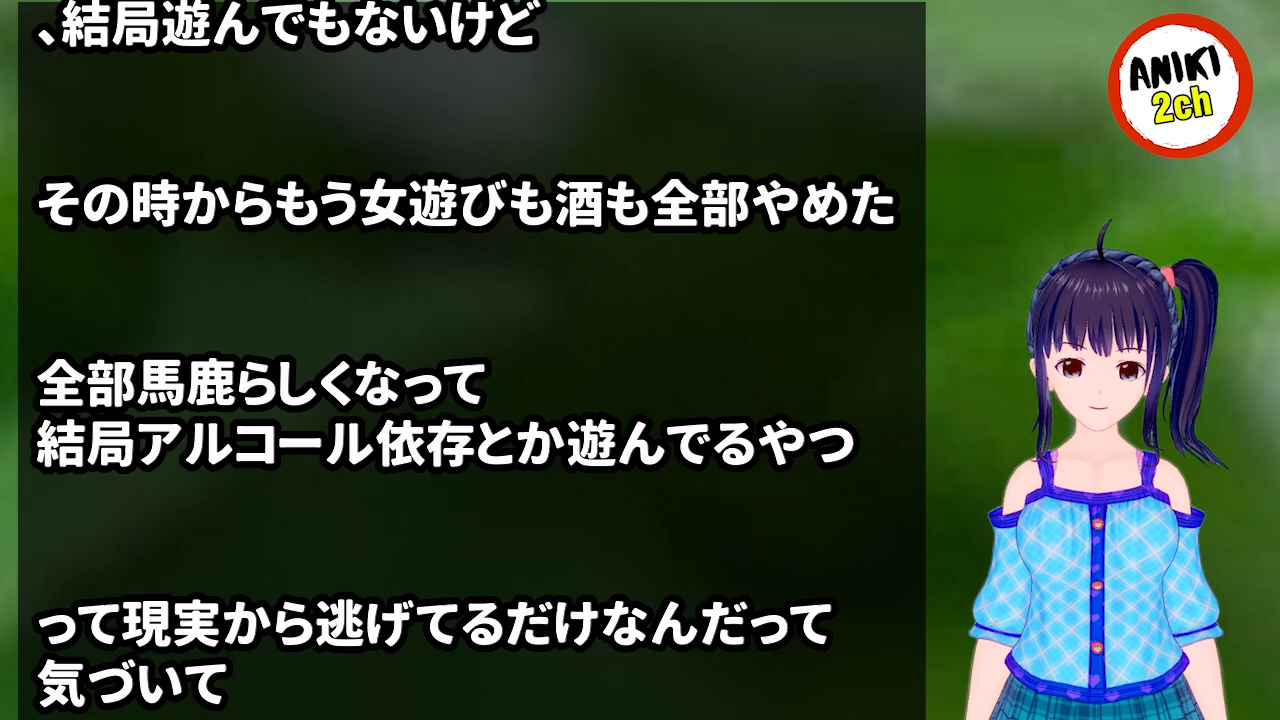 、結局遊んでもないけど
その時からもう女遊びも酒も全部やめた
全部馬鹿らしくなって
結局アルコール依存とか遊んでるやつ
って現実から逃げてるだけなんだって
気づいて
ANIKI
2ch